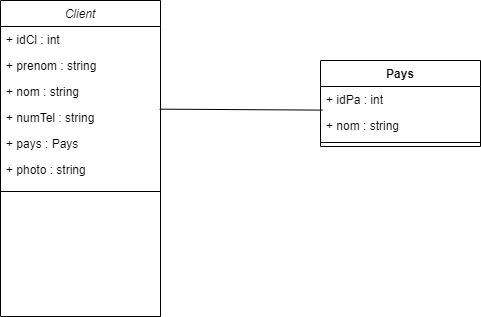 Client
+ idCl : int
+ prenom : string
+ nom : string
+ numTel : string
+ pays : Pays
+ photo : string
Pays
+ idPa : int
+ nom : string